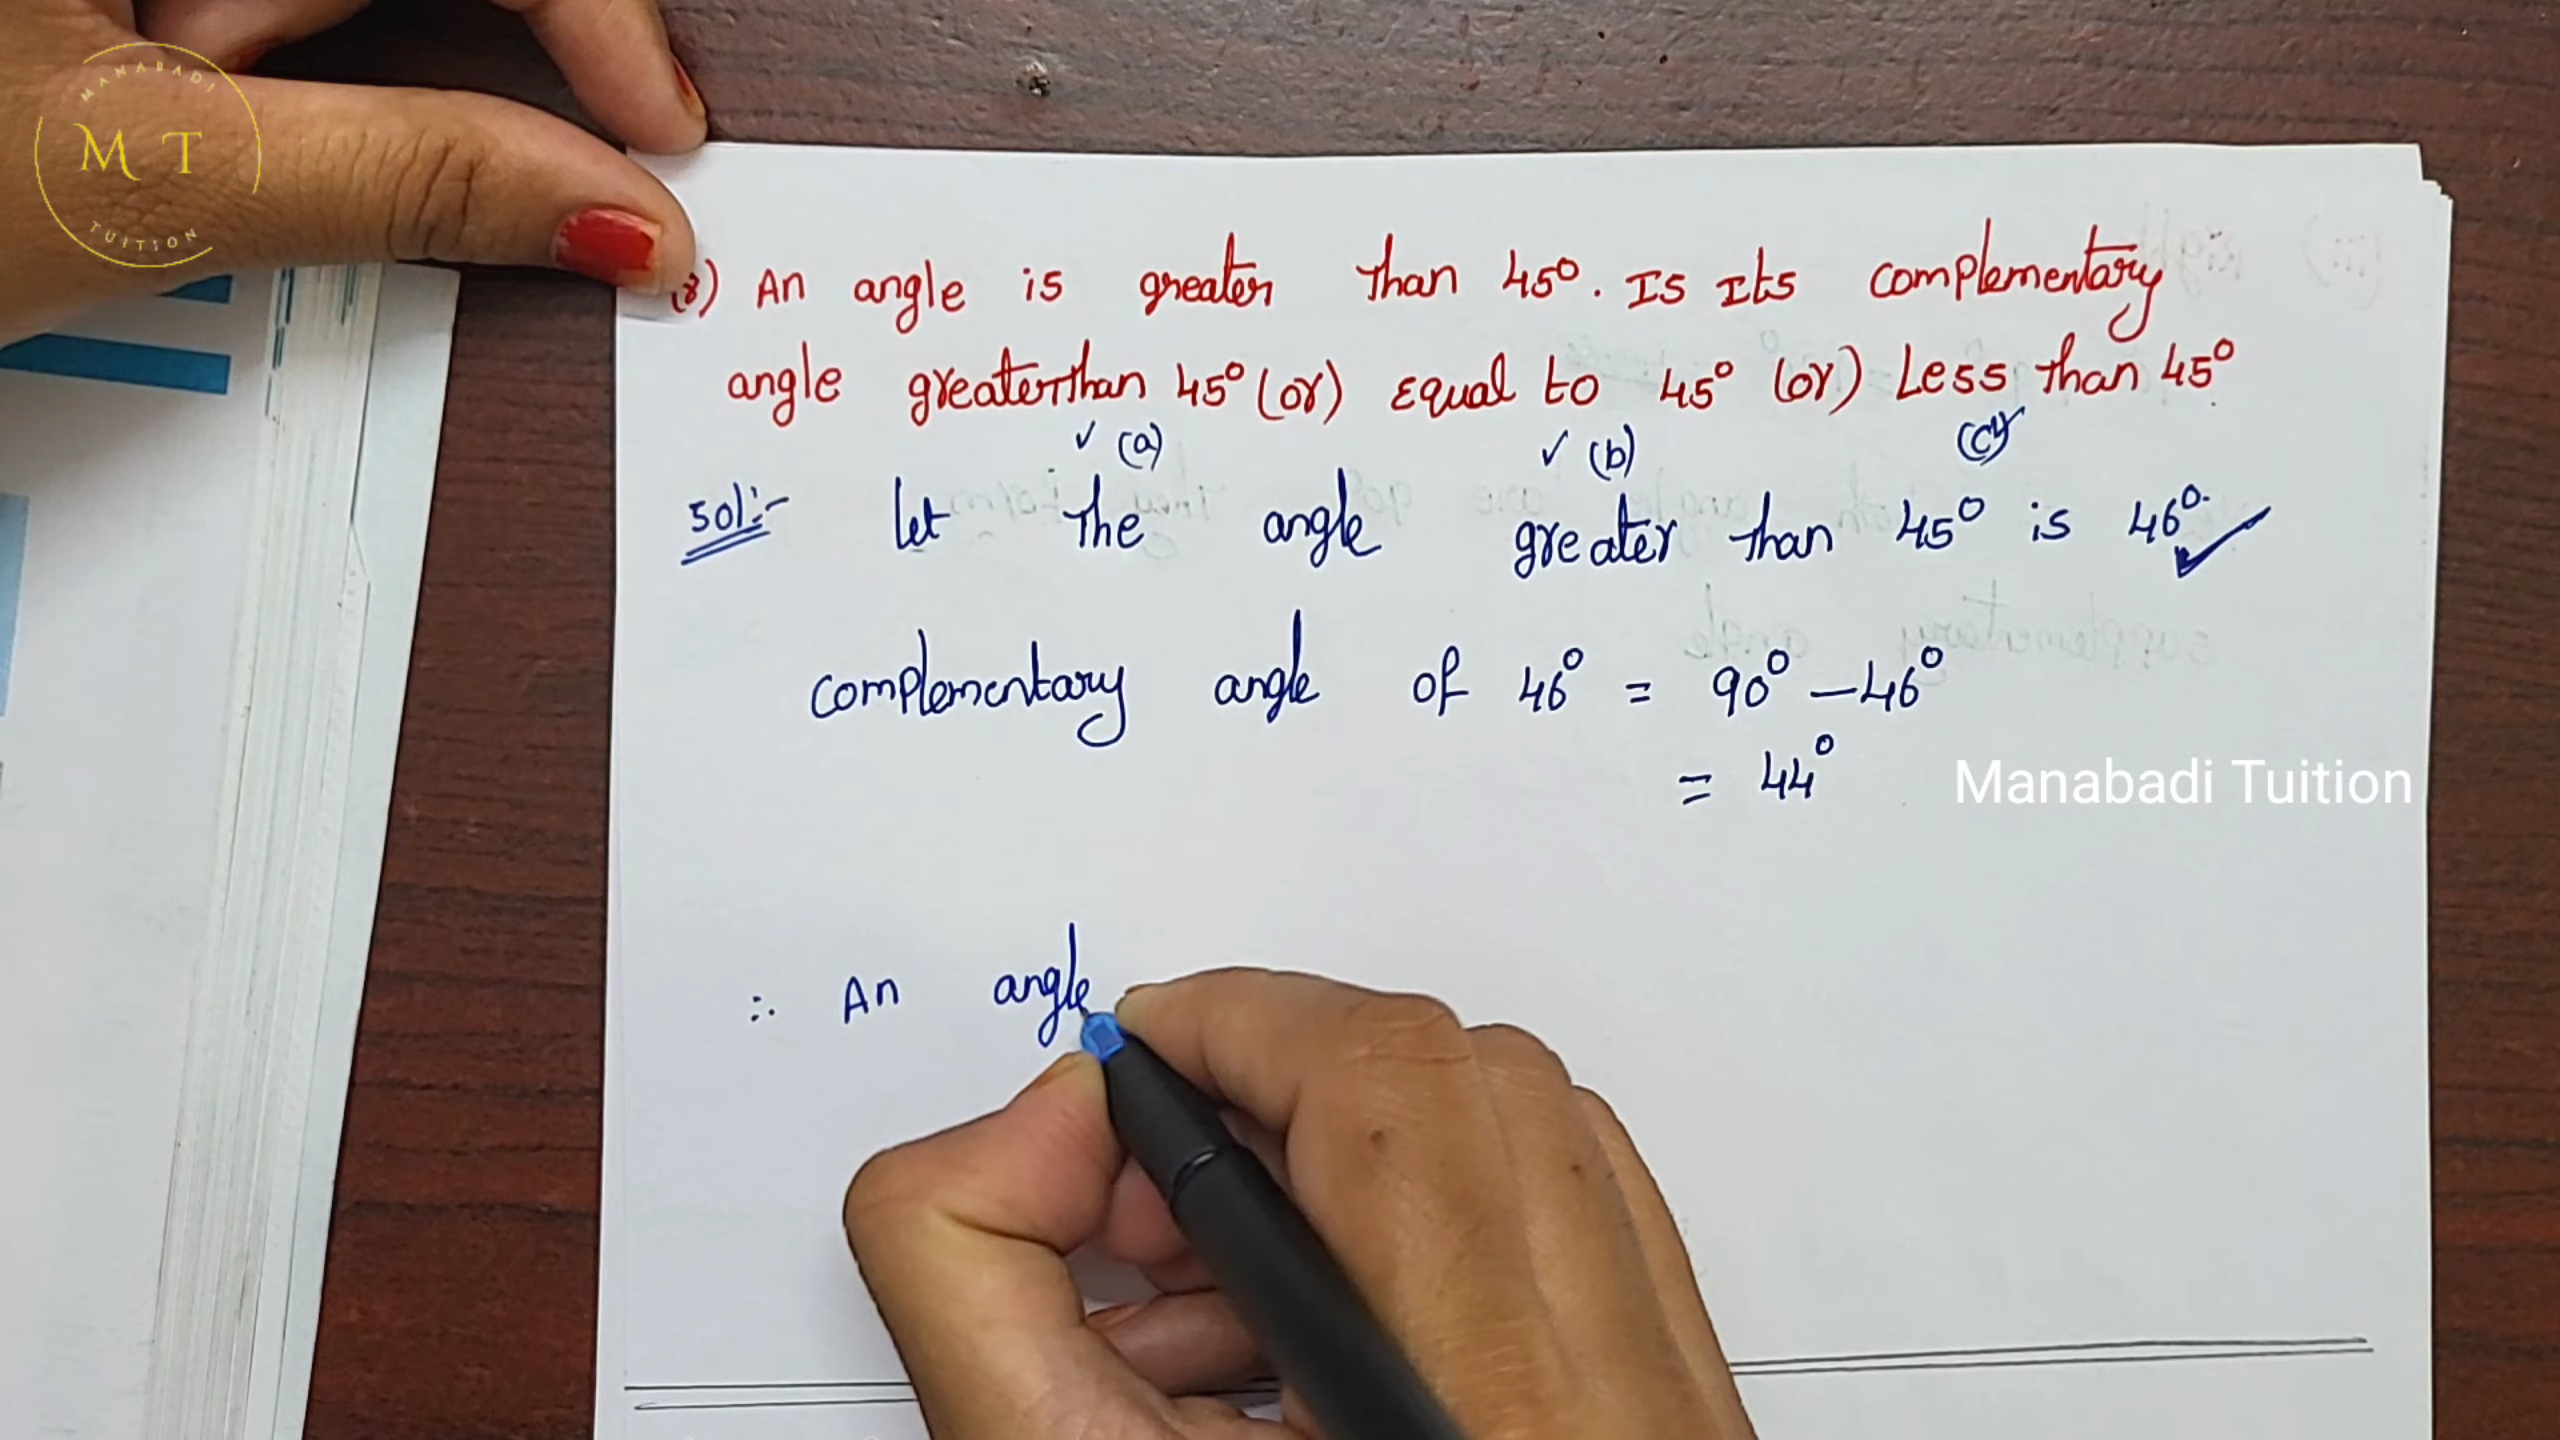 MANABADI
M T
TUITION
(8) An angle is greater than 45°. Is Its complementary
angle greaterthan 45° (or) Equal to 45° (or) Less than 45°
✓ (a) ✓ (b) (c)
Sol:- let the angle greater than 45° is 46°.
complementary angle of 46° = 90° - 46°
= 44°
Manabadi Tuition
∴ An angle